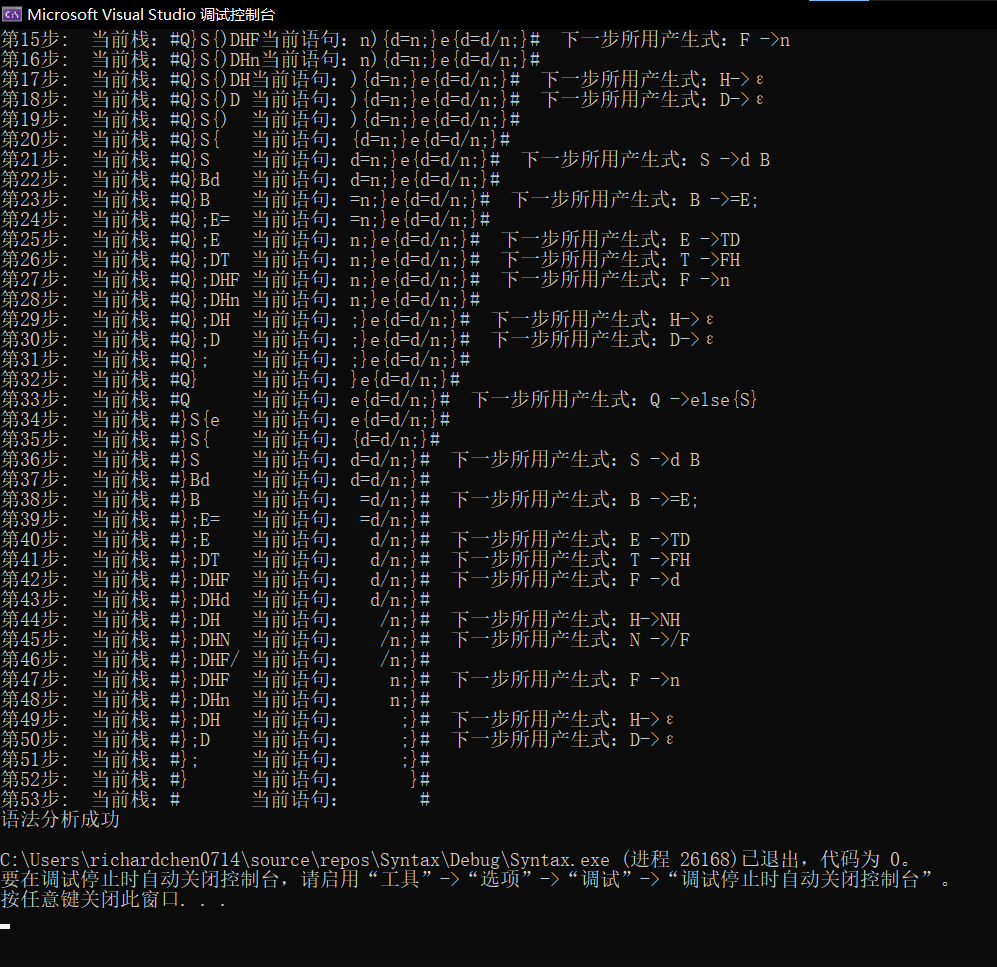 Microsoft Visual Studio 调试控制台
第15步: 当前栈: #Q}S{)DHF当前语句: n){d=n;}e{d=d/n;}# 下一步所用产生式: F ->n
第16步: 当前栈: #Q}S{)DHn当前语句: n){d=n;}e{d=d/n;}#
第17步: 当前栈: #Q}S{)DH当前语句: ){d=n;}e{d=d/n;}# 下一步所用产生式: H->ε
第18步: 当前栈: #Q}S{)D 当前语句: ){d=n;}e{d=d/n;}# 下一步所用产生式: D->ε
第19步: 当前栈: #Q}S{) 当前语句: ){d=n;}e{d=d/n;}#
第20步: 当前栈: #Q}S{ 当前语句: {d=n;}e{d=d/n;}#
第21步: 当前栈: #Q}S 当前语句: d=n;}e{d=d/n;}# 下一步所用产生式: S ->d B
第22步: 当前栈: #Q}Bd 当前语句: d=n;}e{d=d/n;}#
第23步: 当前栈: #Q}B 当前语句: =n;}e{d=d/n;}# 下一步所用产生式: B ->=E;
第24步: 当前栈: #Q};E= 当前语句: =n;}e{d=d/n;}#
第25步: 当前栈: #Q};E 当前语句: n;}e{d=d/n;}# 下一步所用产生式: E ->TD
第26步: 当前栈: #Q};DT 当前语句: n;}e{d=d/n;}# 下一步所用产生式: T ->FH
第27步: 当前栈: #Q};DHF 当前语句: n;}e{d=d/n;}# 下一步所用产生式: F ->n
第28步: 当前栈: #Q};DHn 当前语句: n;}e{d=d/n;}#
第29步: 当前栈: #Q};DH 当前语句: ;}e{d=d/n;}# 下一步所用产生式: H->ε
第30步: 当前栈: #Q};D 当前语句: ;}e{d=d/n;}# 下一步所用产生式: D->ε
第31步: 当前栈: #Q}; 当前语句: ;}e{d=d/n;}#
第32步: 当前栈: #Q} 当前语句: }e{d=d/n;}#
第33步: 当前栈: #Q 当前语句: e{d=d/n;}# 下一步所用产生式: Q ->else{S}
第34步: 当前栈: #}S{e 当前语句: e{d=d/n;}#
第35步: 当前栈: #}S{ 当前语句: {d=d/n;}#
第36步: 当前栈: #}S 当前语句: d=d/n;}# 下一步所用产生式: S ->d B
第37步: 当前栈: #}Bd 当前语句: d=d/n;}#
第38步: 当前栈: #}B 当前语句: =d/n;}# 下一步所用产生式: B ->=E;
第39步: 当前栈: #};E= 当前语句: =d/n;}#
第40步: 当前栈: #};E 当前语句: d/n;}# 下一步所用产生式: E ->TD
第41步: 当前栈: #};DT 当前语句: d/n;}# 下一步所用产生式: T ->FH
第42步: 当前栈: #};DHF 当前语句: d/n;}# 下一步所用产生式: F ->d
第43步: 当前栈: #};DHd 当前语句: d/n;}#
第44步: 当前栈: #};DH 当前语句: /n;}# 下一步所用产生式: H->NH
第45步: 当前栈: #};DHN 当前语句: /n;}# 下一步所用产生式: N ->/F
第46步: 当前栈: #};DHF/ 当前语句: /n;}#
第47步: 当前栈: #};DHF 当前语句: n;}# 下一步所用产生式: F ->n
第48步: 当前栈: #};DHn 当前语句: n;}#
第49步: 当前栈: #};DH 当前语句: ;}# 下一步所用产生式: H->ε
第50步: 当前栈: #};D 当前语句: ;}# 下一步所用产生式: D->ε
第51步: 当前栈: #}; 当前语句: ;}#
第52步: 当前栈: #} 当前语句: }#
第53步: 当前栈: # 当前语句: #
语法分析成功
C:\Users\richardchen0714\source\repos\Syntax\Debug\Syntax.exe (进程 26168)已退出，代码为 0。
要在调试停止时自动关闭控制台，请启用“工具”->“选项”->“调试”->“调试停止时自动关闭控制台”。
按任意键关闭此窗口. . .